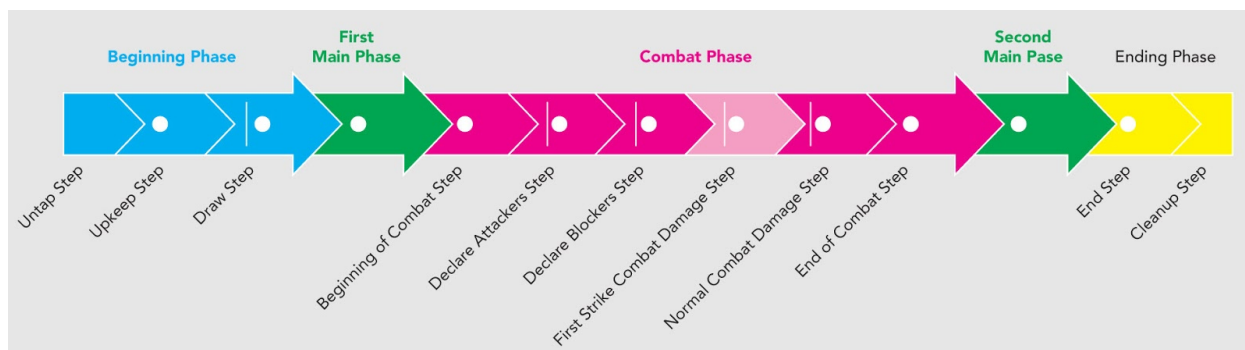 Beginning Phase
First
Main Phase
Combat Phase
Second
Main Pase
Ending Phase
Untap Step
Upkeep Step
Draw Step
Beginning of Combat Step
Declare Attackers Step
Declare Blockers Step
First Strike Combat Damage Step
Normal Combat Damage Step
End of Combat Step
End Step
Cleanup Step